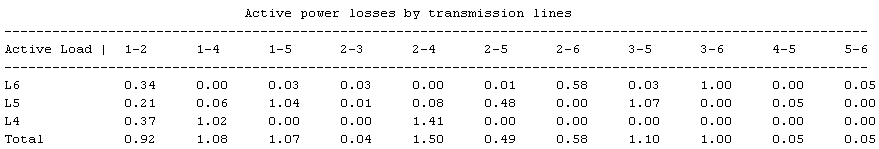 Active power losses by transmission lines
Active Load | 1-2 1-4 1-5 2-3 2-4 2-5 2-6 3-5 3-6 4-5 5-6
L6 0.34 0.00 0.03 0.03 0.00 0.01 0.58 0.03 1.00 0.00 0.05
L5 0.21 0.06 1.04 0.01 0.08 0.48 0.00 1.07 0.00 0.05 0.00
L4 0.37 1.02 0.00 0.00 1.41 0.00 0.00 0.00 0.00 0.00 0.00
Total 0.92 1.08 1.07 0.04 1.50 0.49 0.58 1.10 1.00 0.05 0.05